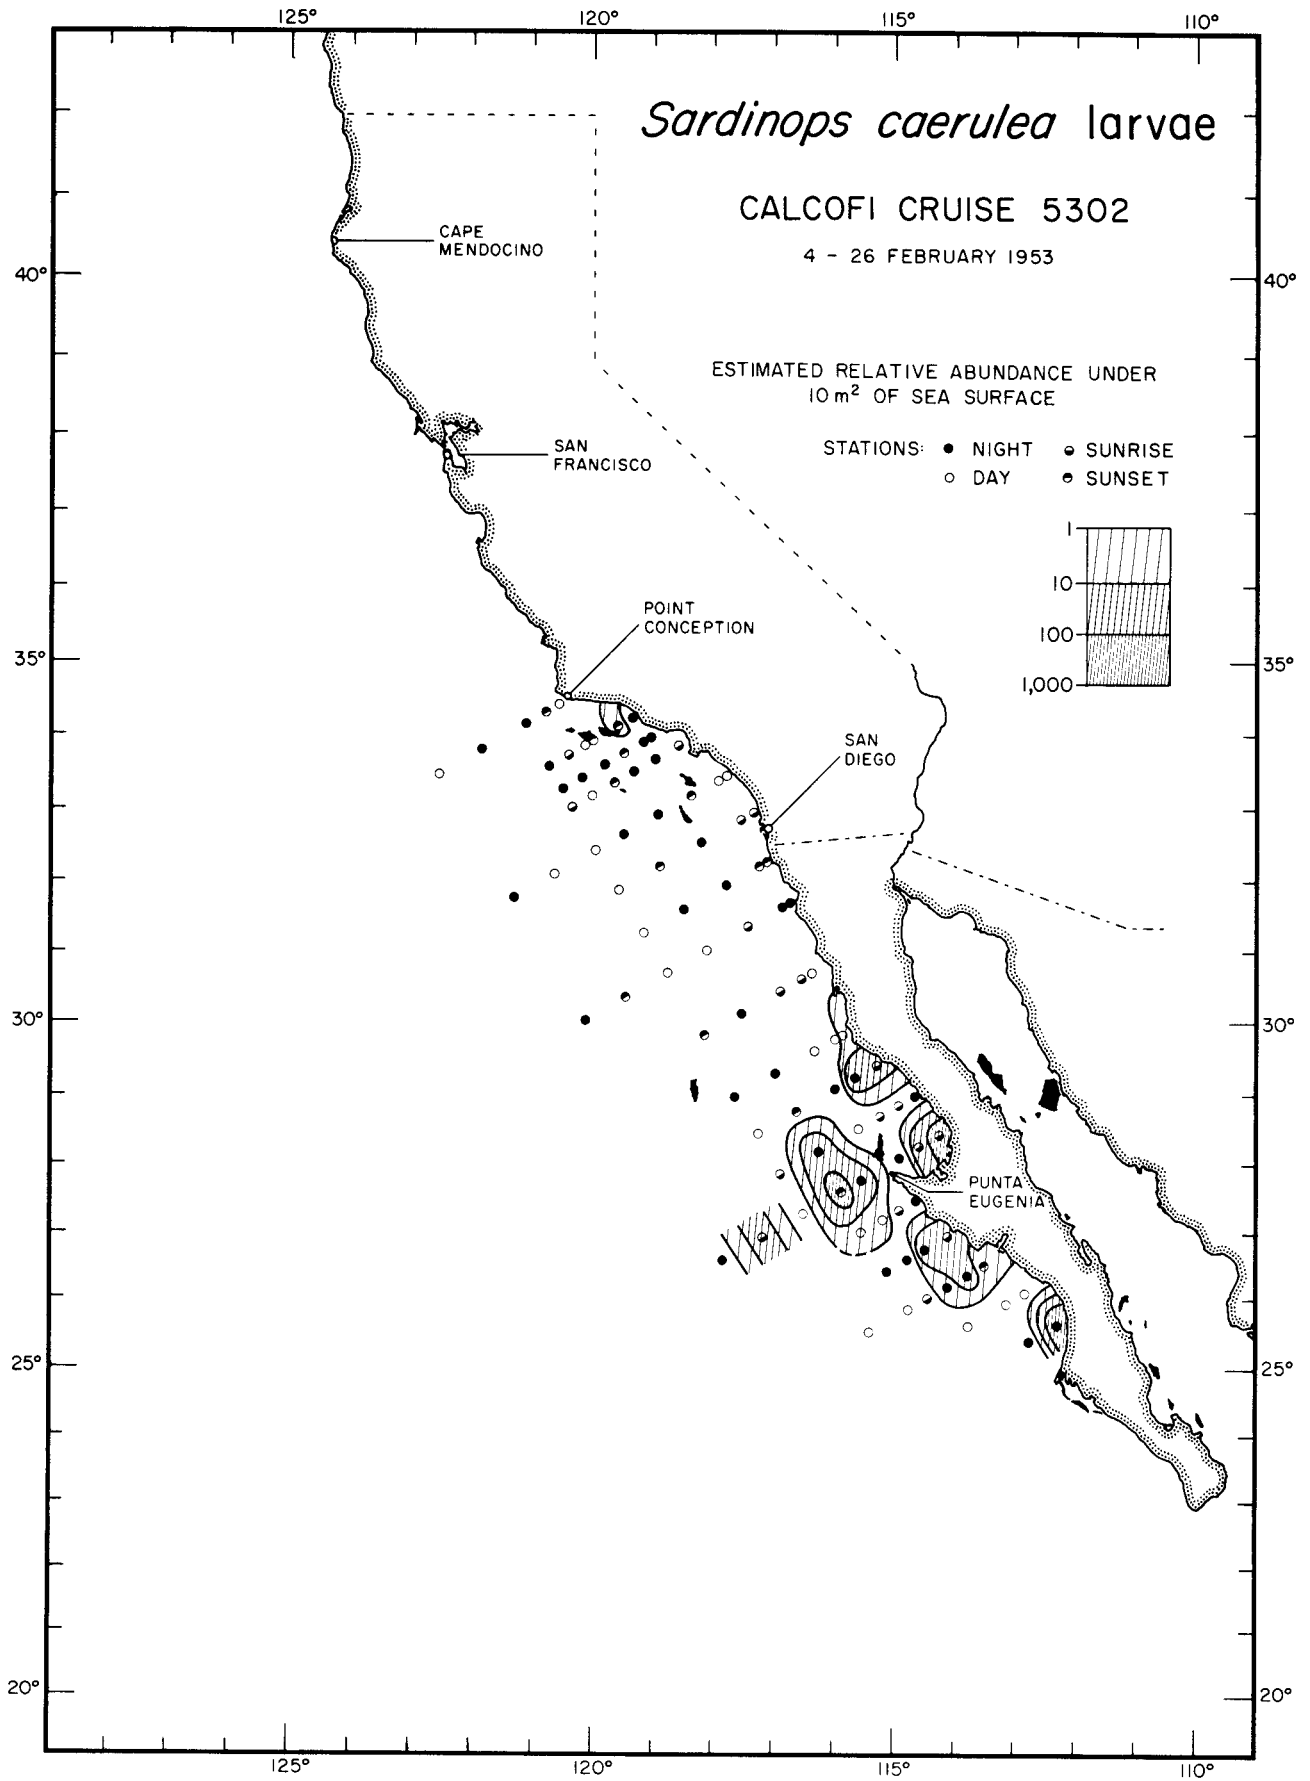 125° 120° 115° 110°
Sardinops caerulea larvae
CALCOFI CRUISE 5302
4 - 26 FEBRUARY 1953
CAPE
MENDOCINO
40° 40°
ESTIMATED RELATIVE ABUNDANCE UNDER
10 m² OF SEA SURFACE
STATIONS: ● NIGHT ◒ SUNRISE
○ DAY ◓ SUNSET
SAN
FRANCISCO
1
10
100
1,000
POINT
CONCEPTION
35° 35°
SAN
DIEGO
30° 30°
PUNTA
EUGENIA
25° 25°
20° 20°
125° 120° 115° 110°